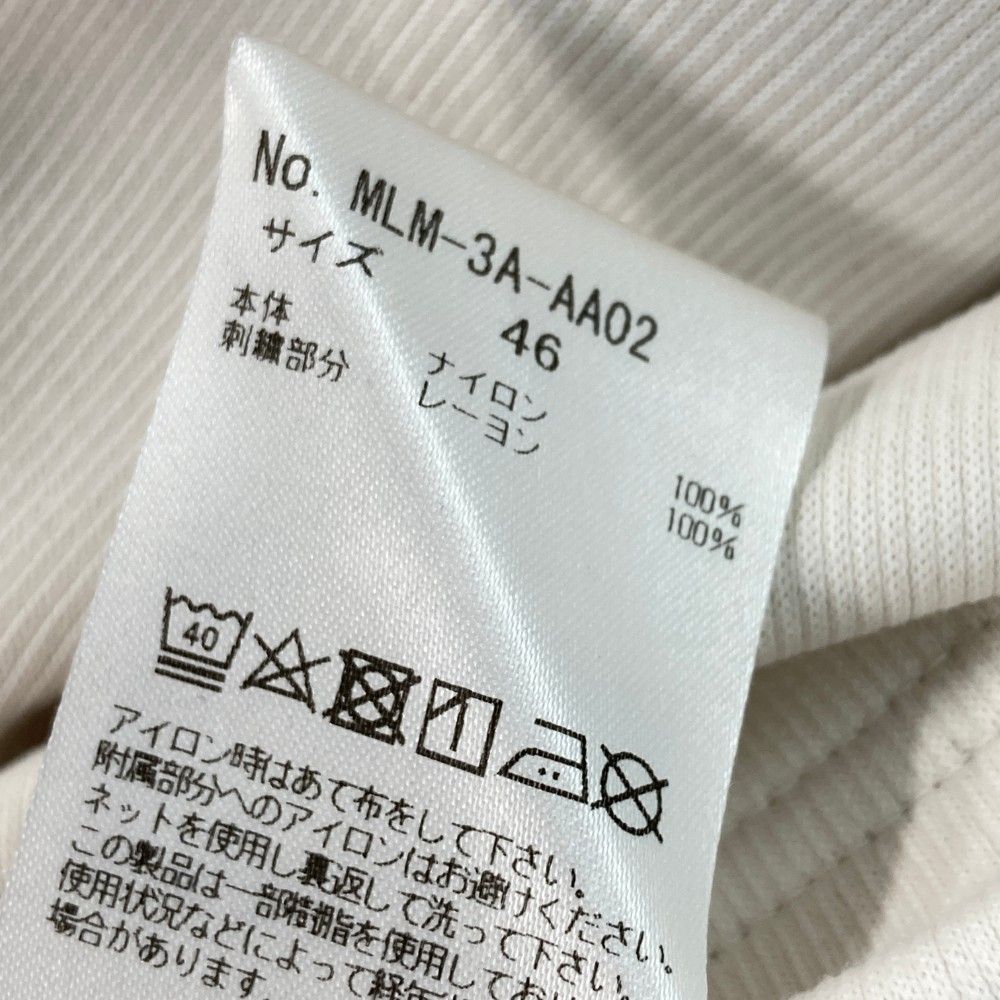 No. MLM-3A-AA02
サイズ 46
本体 ナイロン 100%
刺繍部分 レーヨン 100%
40
アイロン時はあて布をして下さい。
附属部分へのアイロンはお避けください。
ネットを使用し裏返して洗って下さい。
この製品は一部樹脂を使用してお
使用状況などによって経年
場合があります